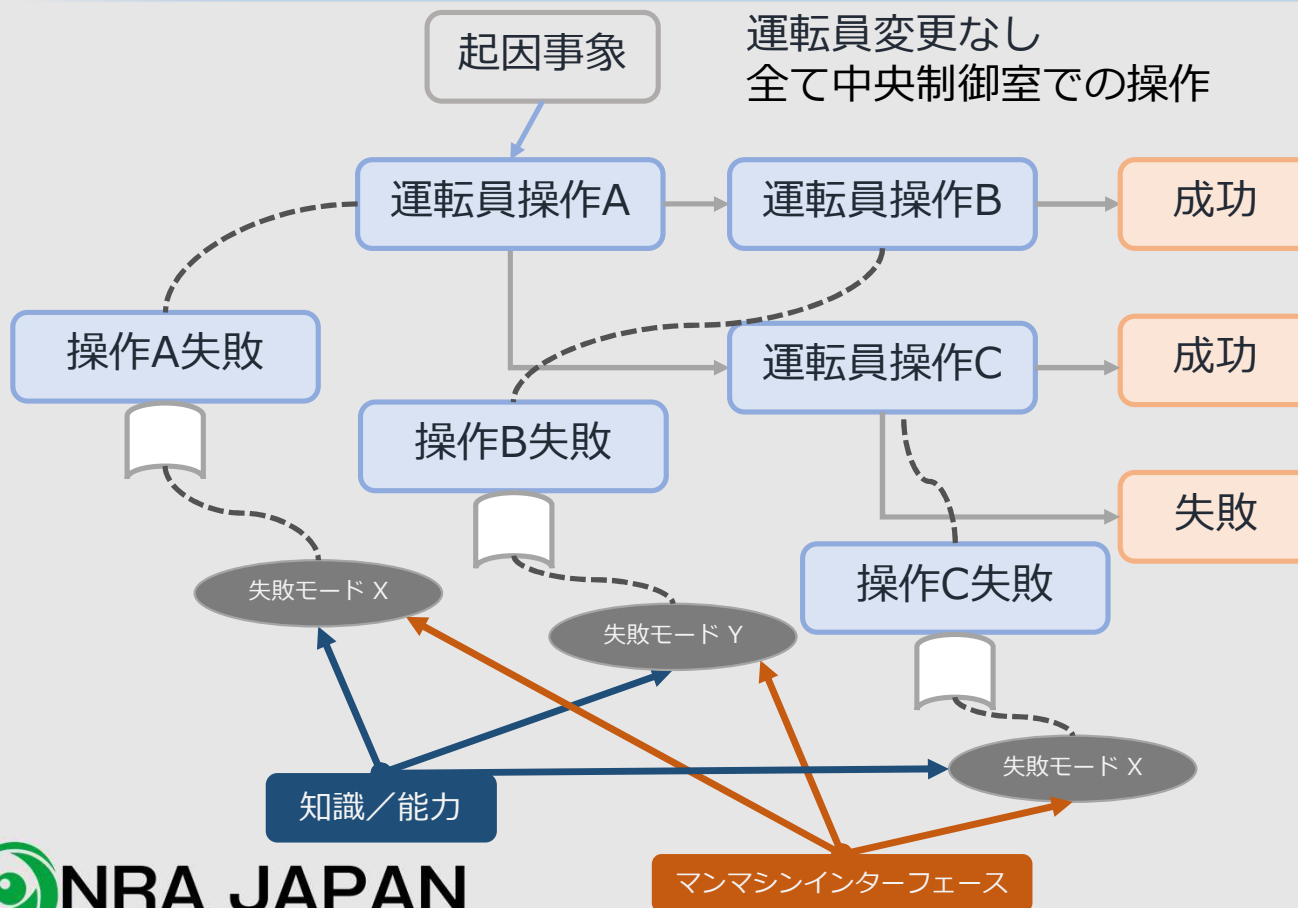 起因事象
運転員変更なし
全て中央制御室での操作
運転員操作A
運転員操作B
成功
操作A失敗
運転員操作C
成功
操作B失敗
失敗
操作C失敗
失敗モード X
失敗モード Y
失敗モード X
知識／能力
マンマシンインターフェース
NRA JAPAN